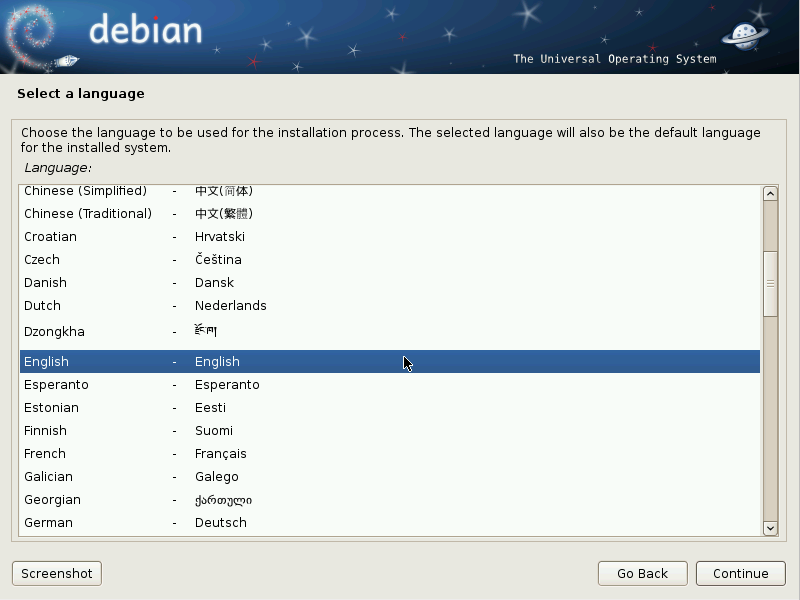 debian
The Universal Operating System
Select a language
Choose the language to be used for the installation process. The selected language will also be the default language
for the installed system.
Language:
Chinese (Simplified) - 中文(简体)
Chinese (Traditional) - 中文(繁體)
Croatian - Hrvatski
Czech - Čeština
Danish - Dansk
Dutch - Nederlands
Dzongkha - རྫོང་ཁ།
English - English
Esperanto - Esperanto
Estonian - Eesti
Finnish - Suomi
French - Français
Galician - Galego
Georgian - ქართული
German - Deutsch
Screenshot Go Back Continue